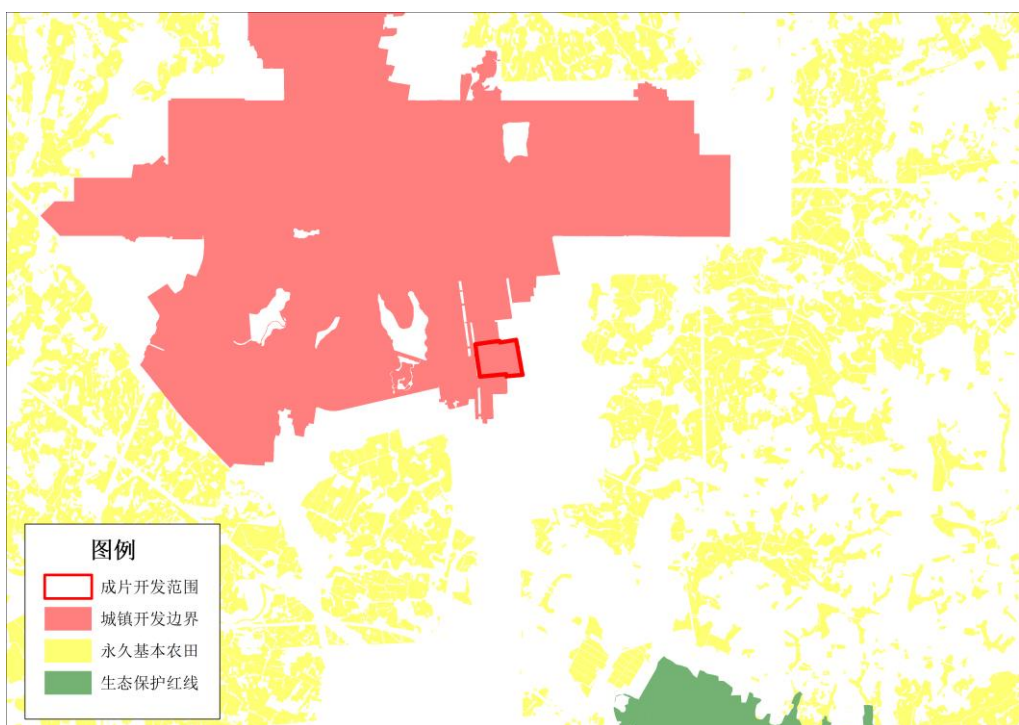 图例
成片开发范围
城镇开发边界
永久基本农田
生态保护红线